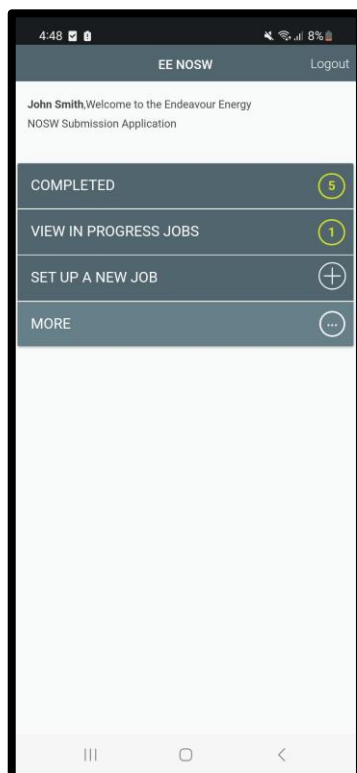 4:48 8%
EE NOSW Logout
John Smith,Welcome to the Endeavour Energy
NOSW Submission Application
COMPLETED 5
VIEW IN PROGRESS JOBS 1
SET UP A NEW JOB
MORE